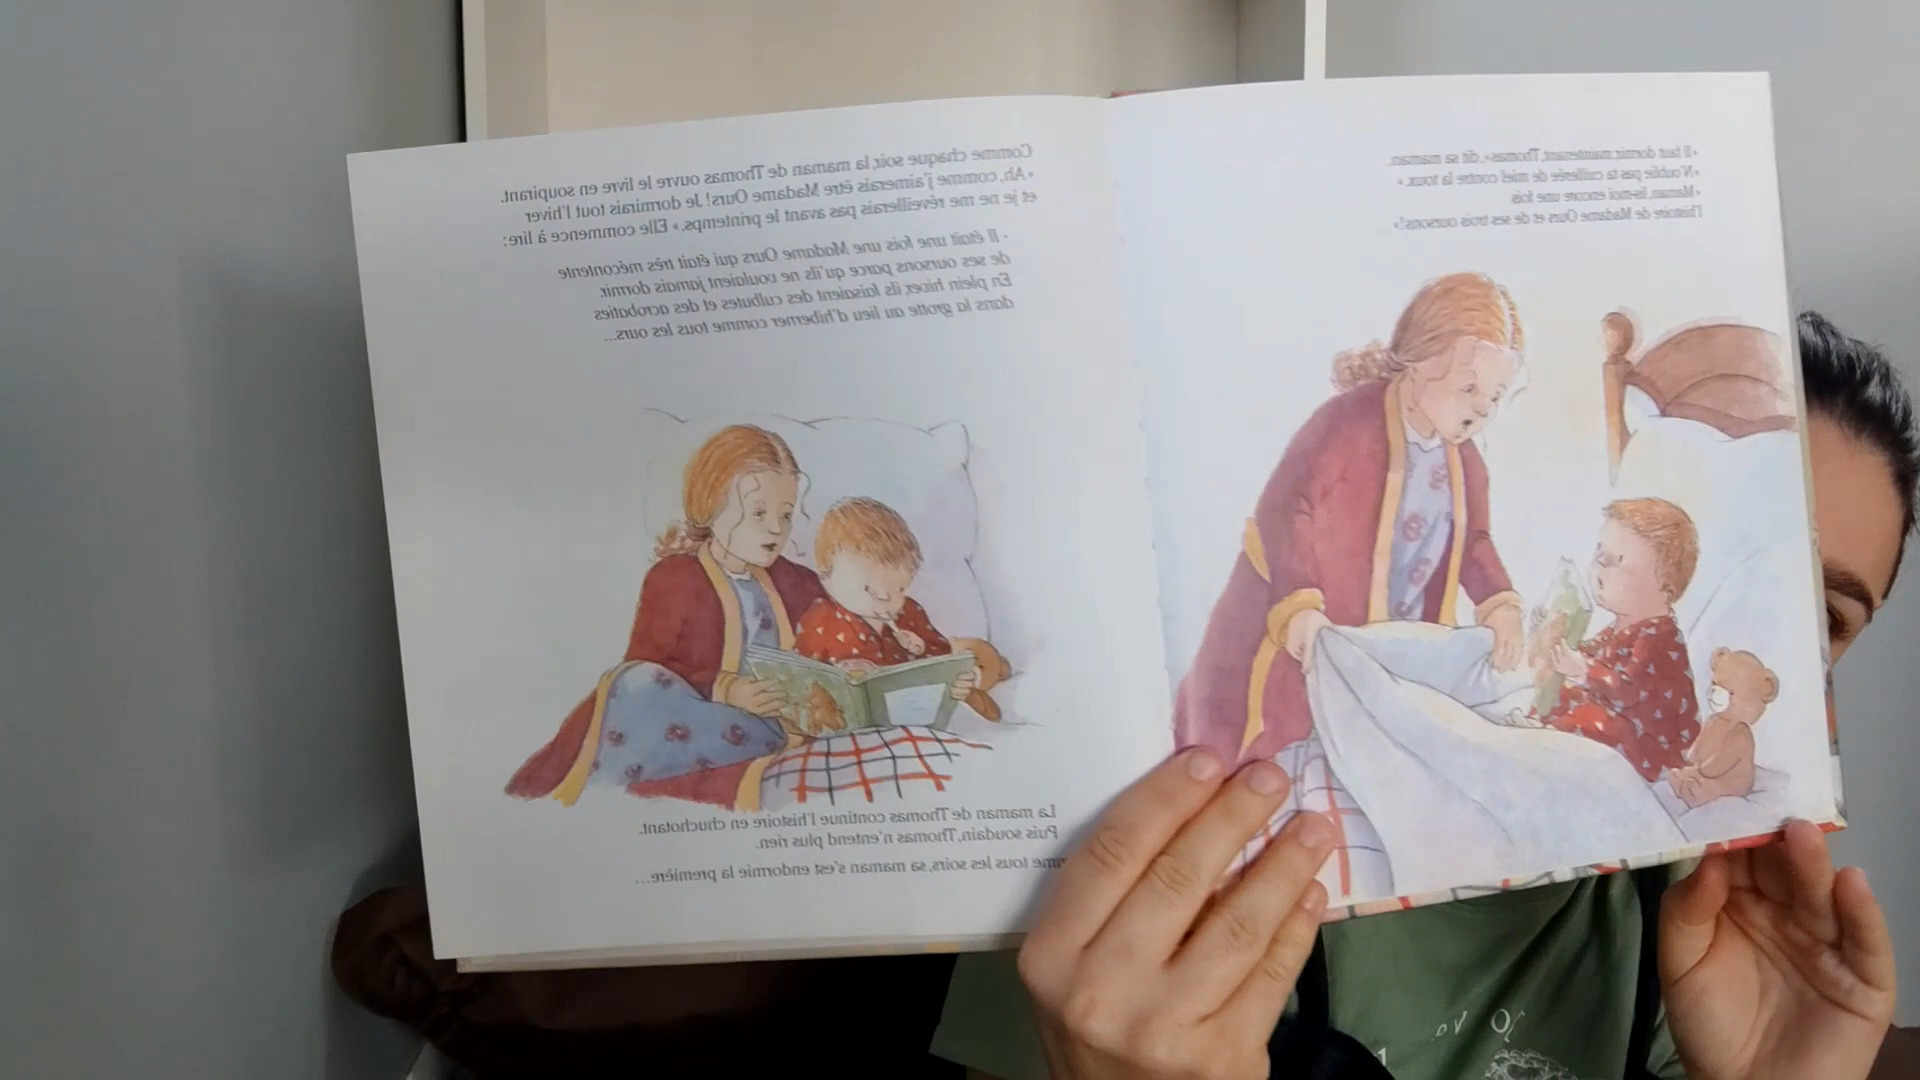 «Il faut dormir, maintenant, Thomas», dit sa maman.
«N'oublie pas ta cuillerée de miel contre la toux.»
«Maman, lis-moi encore une fois
l'histoire de Madame Ours et de ses trois oursons!»
Comme chaque soir, la maman de Thomas ouvre le livre en soupirant.
«Ah, comme j'aimerais être Madame Ours! Je dormirais tout l'hiver
et je ne me réveillerais pas avant le printemps.» Elle commence à lire:
- Il était une fois une Madame Ours qui était très mécontente
de ses oursons parce qu'ils ne voulaient jamais dormir.
En plein hiver, ils faisaient des culbutes et des acrobaties
dans la grotte au lieu d'hiberner comme tous les ours...
La maman de Thomas continue l'histoire en chuchotant.
Puis soudain, Thomas n'entend plus rien.
tous les soirs, sa maman s'est endormie la première...